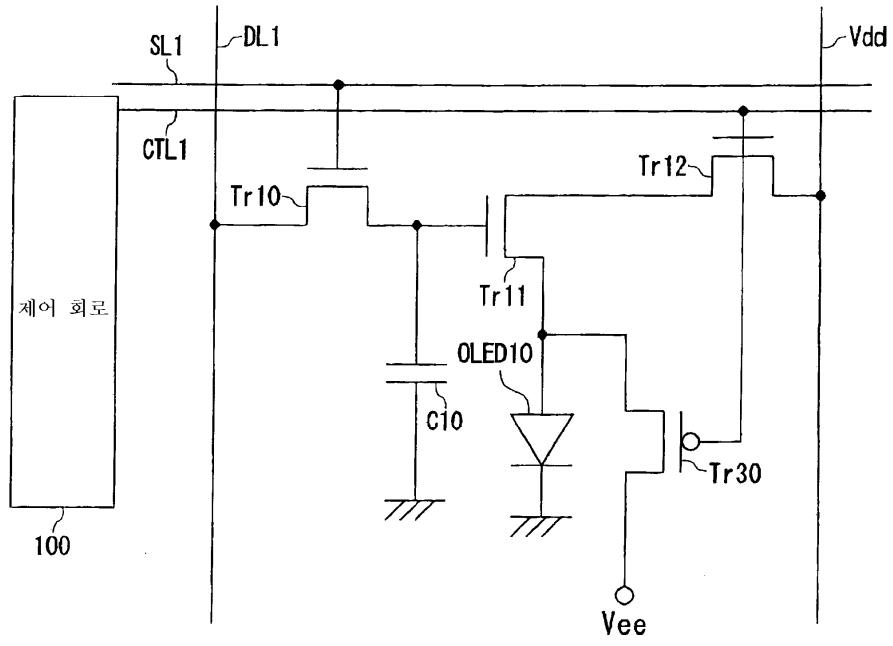 SL1
DL1
Vdd
CTL1
Tr10
Tr12
제어 회로
Tr11
OLED10
C10
Tr30
100
Vee